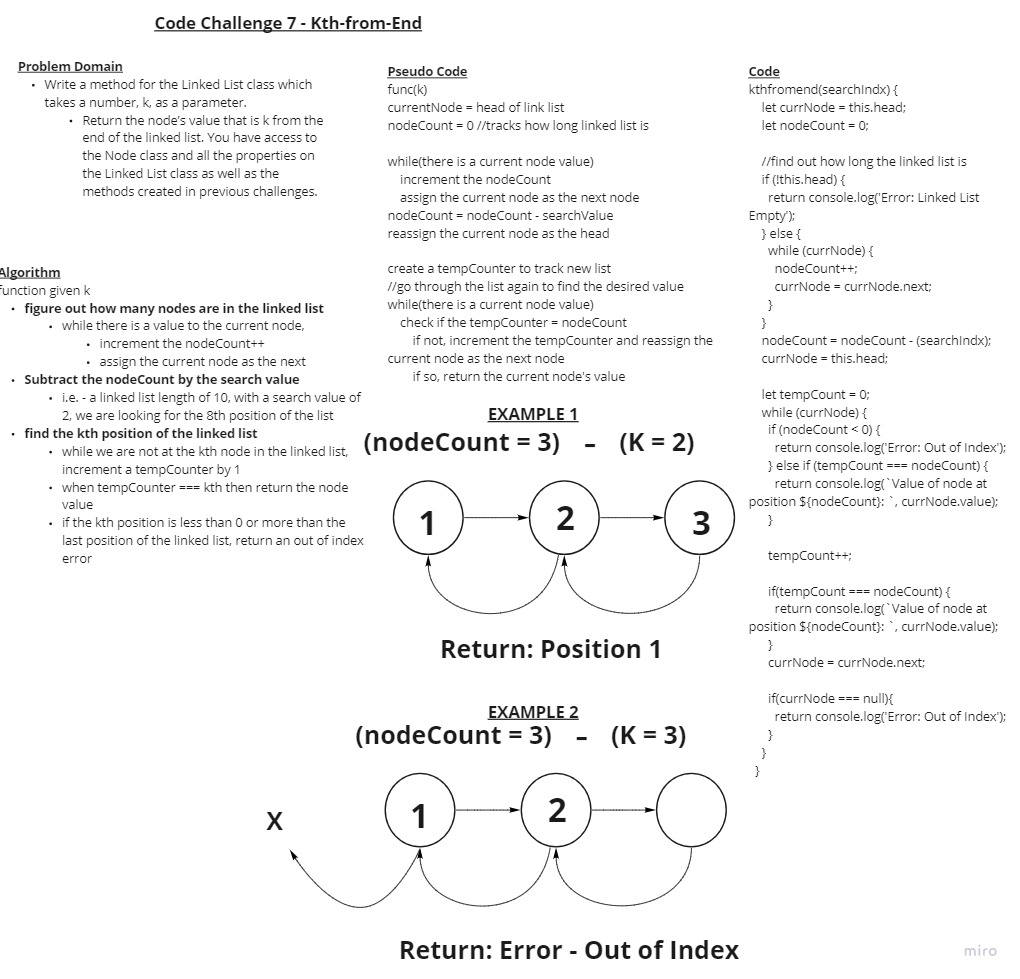 Code Challenge 7 - Kth-from-End
Problem Domain
• Write a method for the Linked List class which
takes a number, k, as a parameter.
• Return the node's value that is k from the
end of the linked list. You have access to
the Node class and all the properties on
the Linked List class as well as the
methods created in previous challenges.
Algorithm
function given k
• figure out how many nodes are in the linked list
• while there is a value to the current node,
• increment the nodeCount++
• assign the current node as the next
• Subtract the nodeCount by the search value
• i.e. - a linked list length of 10, with a search value of
2, we are looking for the 8th position of the list
• find the kth position of the linked list
• while we are not at the kth node in the linked list,
increment a tempCounter by 1
• when tempCounter === kth then return the node
value
• if the kth position is less than 0 or more than the
last position of the linked list, return an out of index
error
Pseudo Code
func(k)
currentNode = head of link list
nodeCount = 0 //tracks how long linked list is
while(there is a current node value)
increment the nodeCount
assign the current node as the next node
nodeCount = nodeCount - searchValue
reassign the current node as the head
create a tempCounter to track new list
//go through the list again to find the desired value
while(there is a current node value)
check if the tempCounter = nodeCount
if not, increment the tempCounter and reassign the
current node as the next node
if so, return the current node's value
EXAMPLE 1
(nodeCount = 3) – (K = 2)
1 2 3
Return: Position 1
EXAMPLE 2
(nodeCount = 3) – (K = 3)
X 1 2
Return: Error - Out of Index
Code
kthfromend(searchIndx) {
let currNode = this.head;
let nodeCount = 0;
//find out how long the linked list is
if (!this.head) {
return console.log('Error: Linked List
Empty');
} else {
while (currNode) {
nodeCount++;
currNode = currNode.next;
}
}
nodeCount = nodeCount - (searchIndx);
currNode = this.head;
let tempCount = 0;
while (currNode) {
if (nodeCount < 0) {
return console.log('Error: Out of Index');
} else if (tempCount === nodeCount) {
return console.log(`Value of node at
position ${nodeCount}: `, currNode.value);
}
tempCount++;
if(tempCount === nodeCount) {
return console.log(`Value of node at
position ${nodeCount}: `, currNode.value);
}
currNode = currNode.next;
if(currNode === null){
return console.log('Error: Out of Index');
}
}
}
miro